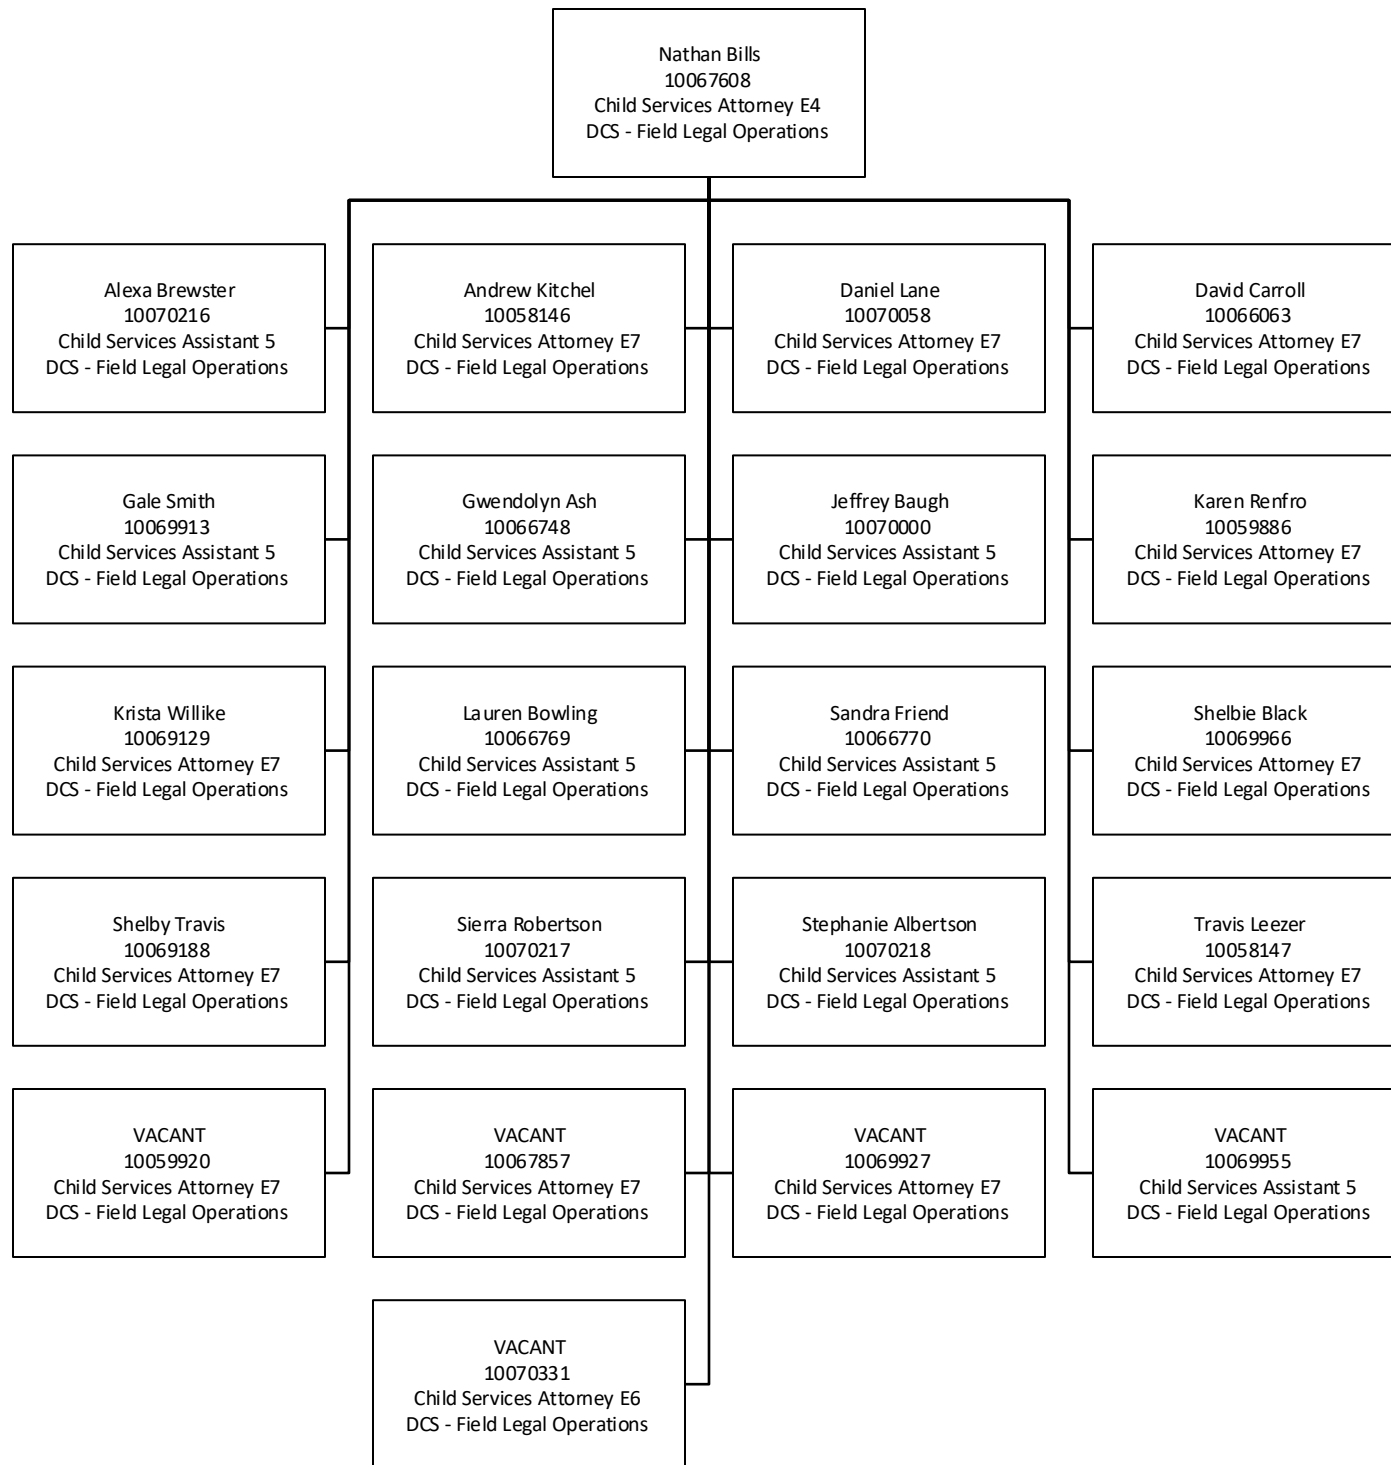 Nathan Bills
10067608
Child Services Attorney E4
DCS - Field Legal Operations
Alexa Brewster
10070216
Child Services Assistant 5
DCS - Field Legal Operations
Andrew Kitchel
10058146
Child Services Attorney E7
DCS - Field Legal Operations
Daniel Lane
10070058
Child Services Attorney E7
DCS - Field Legal Operations
David Carroll
10066063
Child Services Attorney E7
DCS - Field Legal Operations
Gale Smith
10069913
Child Services Assistant 5
DCS - Field Legal Operations
Gwendolyn Ash
10066748
Child Services Assistant 5
DCS - Field Legal Operations
Jeffrey Baugh
10070000
Child Services Assistant 5
DCS - Field Legal Operations
Karen Renfro
10059886
Child Services Attorney E7
DCS - Field Legal Operations
Krista Willike
10069129
Child Services Attorney E7
DCS - Field Legal Operations
Lauren Bowling
10066769
Child Services Assistant 5
DCS - Field Legal Operations
Sandra Friend
10066770
Child Services Assistant 5
DCS - Field Legal Operations
Shelbie Black
10069966
Child Services Attorney E7
DCS - Field Legal Operations
Shelby Travis
10069188
Child Services Attorney E7
DCS - Field Legal Operations
Sierra Robertson
10070217
Child Services Assistant 5
DCS - Field Legal Operations
Stephanie Albertson
10070218
Child Services Assistant 5
DCS - Field Legal Operations
Travis Leezer
10058147
Child Services Attorney E7
DCS - Field Legal Operations
VACANT
10059920
Child Services Attorney E7
DCS - Field Legal Operations
VACANT
10067857
Child Services Attorney E7
DCS - Field Legal Operations
VACANT
10069927
Child Services Attorney E7
DCS - Field Legal Operations
VACANT
10069955
Child Services Assistant 5
DCS - Field Legal Operations
VACANT
10070331
Child Services Attorney E6
DCS - Field Legal Operations